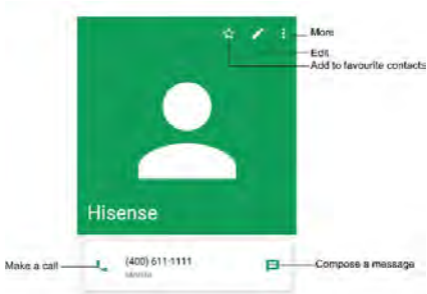 More
Edit
Add to favourite contacts
Hisense
Make a call
(400) 611-1111
Compose a message